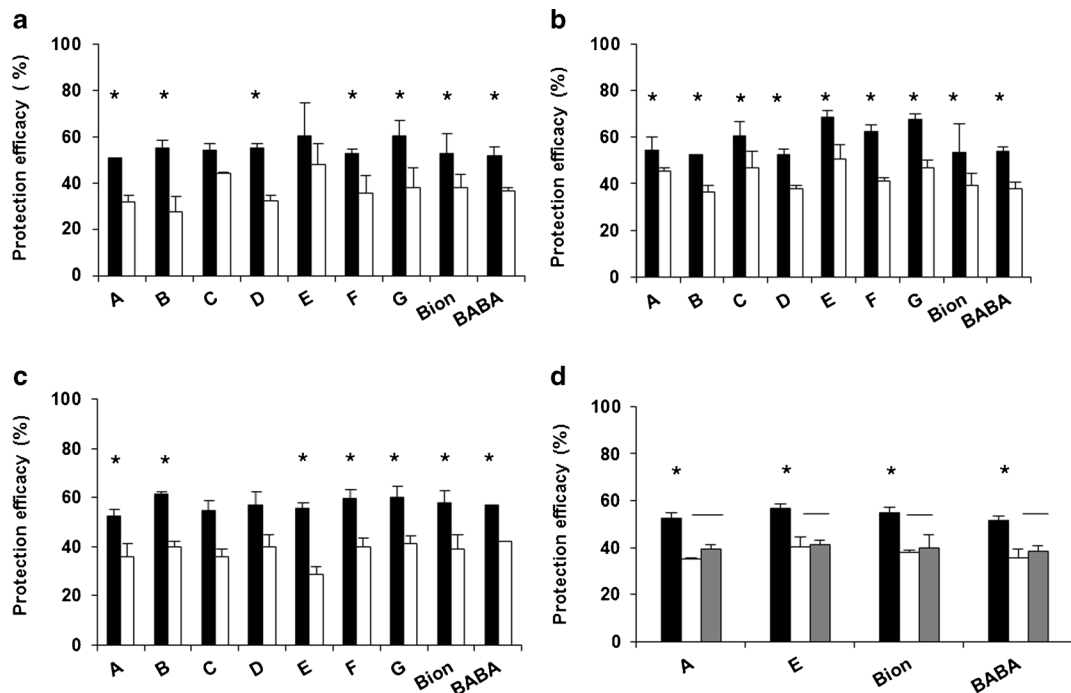 a
Protection efficacy (%)
100
80
60
40
20
0
* * * * * * *
A B C D E F G Bion BABA
b
Protection efficacy (%)
100
80
60
40
20
0
* * * * * * * * *
A B C D E F G Bion BABA
c
Protection efficacy (%)
100
80
60
40
20
0
* * * * * * *
A B C D E F G Bion BABA
d
Protection efficacy (%)
100
80
60
40
20
0
* * * *
A E Bion BABA